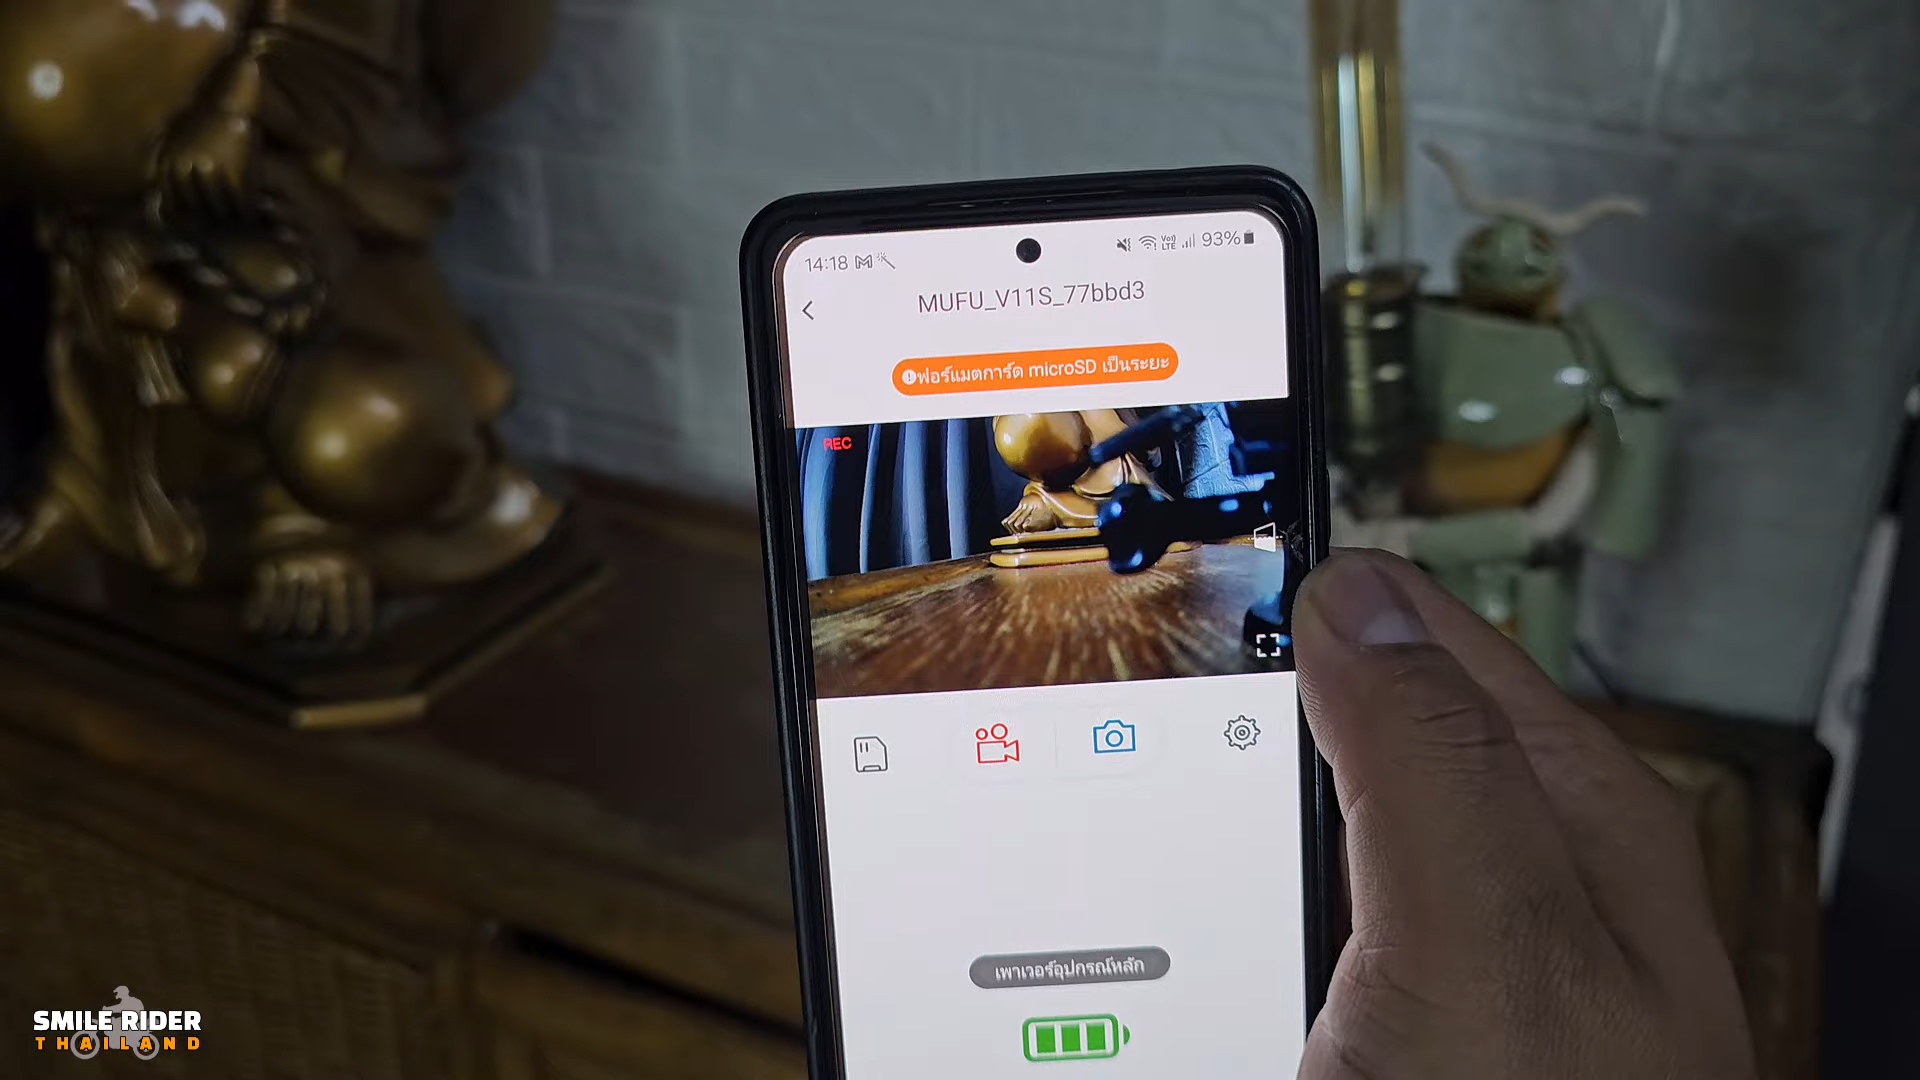 14:18
Vo)) LTE 93%
MUFU_V11S_77bbd3
ฟอร์แมตการ์ด microSD เป็นระยะ
REC
เพาเวอร์อุปกรณ์หลัก
SMILE RIDER
THAILAND